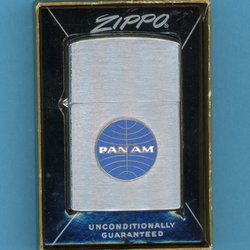 ZIPPO
PAN AM
UNCONDITIONALLY
GUARANTEED